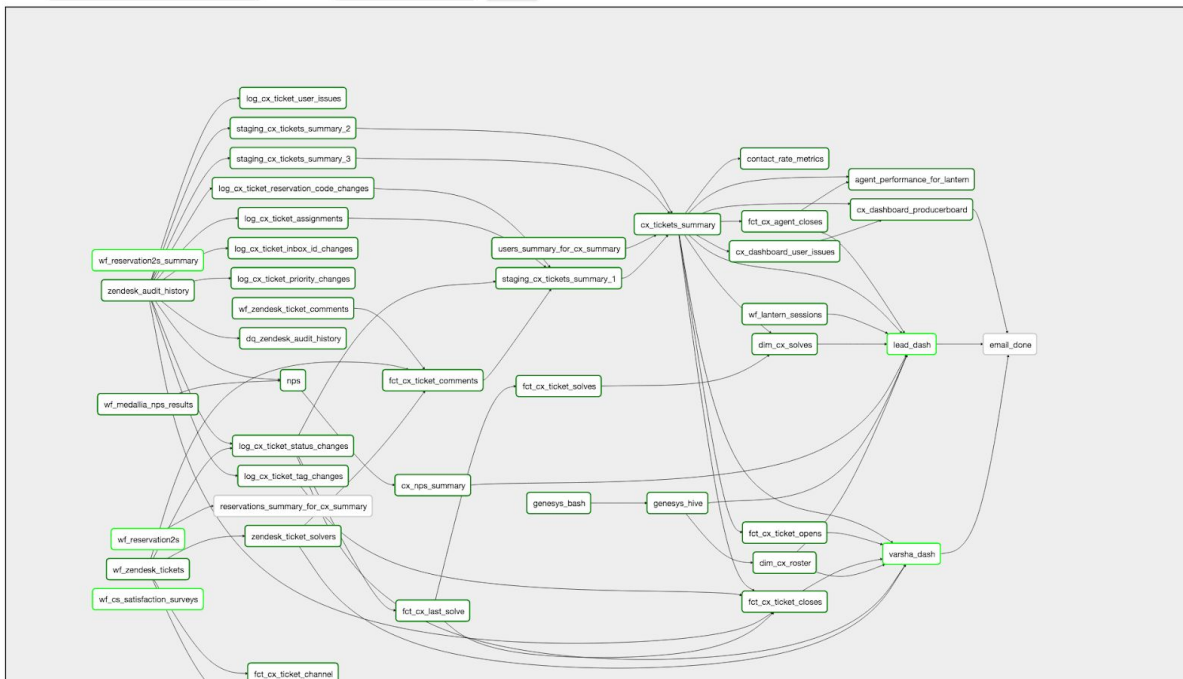 log_cx_ticket_user_issues
staging_cx_tickets_summary_2
staging_cx_tickets_summary_3
log_cx_ticket_reservation_code_changes
log_cx_ticket_assignments
log_cx_ticket_inbox_id_changes
wf_reservation2s_summary
zendesk_audit_history
log_cx_ticket_priority_changes
wf_zendesk_ticket_comments
dq_zendesk_audit_history
nps
wf_medallia_nps_results
log_cx_ticket_status_changes
log_cx_ticket_tag_changes
reservations_summary_for_cx_summary
wf_reservation2s
zendesk_ticket_solvers
wf_zendesk_tickets
wf_cs_satisfaction_surveys
fct_cx_ticket_channel
fct_cx_ticket_comments
cx_nps_summary
fct_cx_last_solve
users_summary_for_cx_summary
staging_cx_tickets_summary_1
fct_cx_ticket_solves
genesys_bash
genesys_hive
cx_tickets_summary
contact_rate_metrics
agent_performance_for_lantern
fct_cx_agent_closes
cx_dashboard_producerboard
cx_dashboard_user_issues
wf_lantern_sessions
dim_cx_solves
lead_dash
email_done
fct_cx_ticket_opens
dim_cx_roster
varsha_dash
fct_cx_ticket_closes